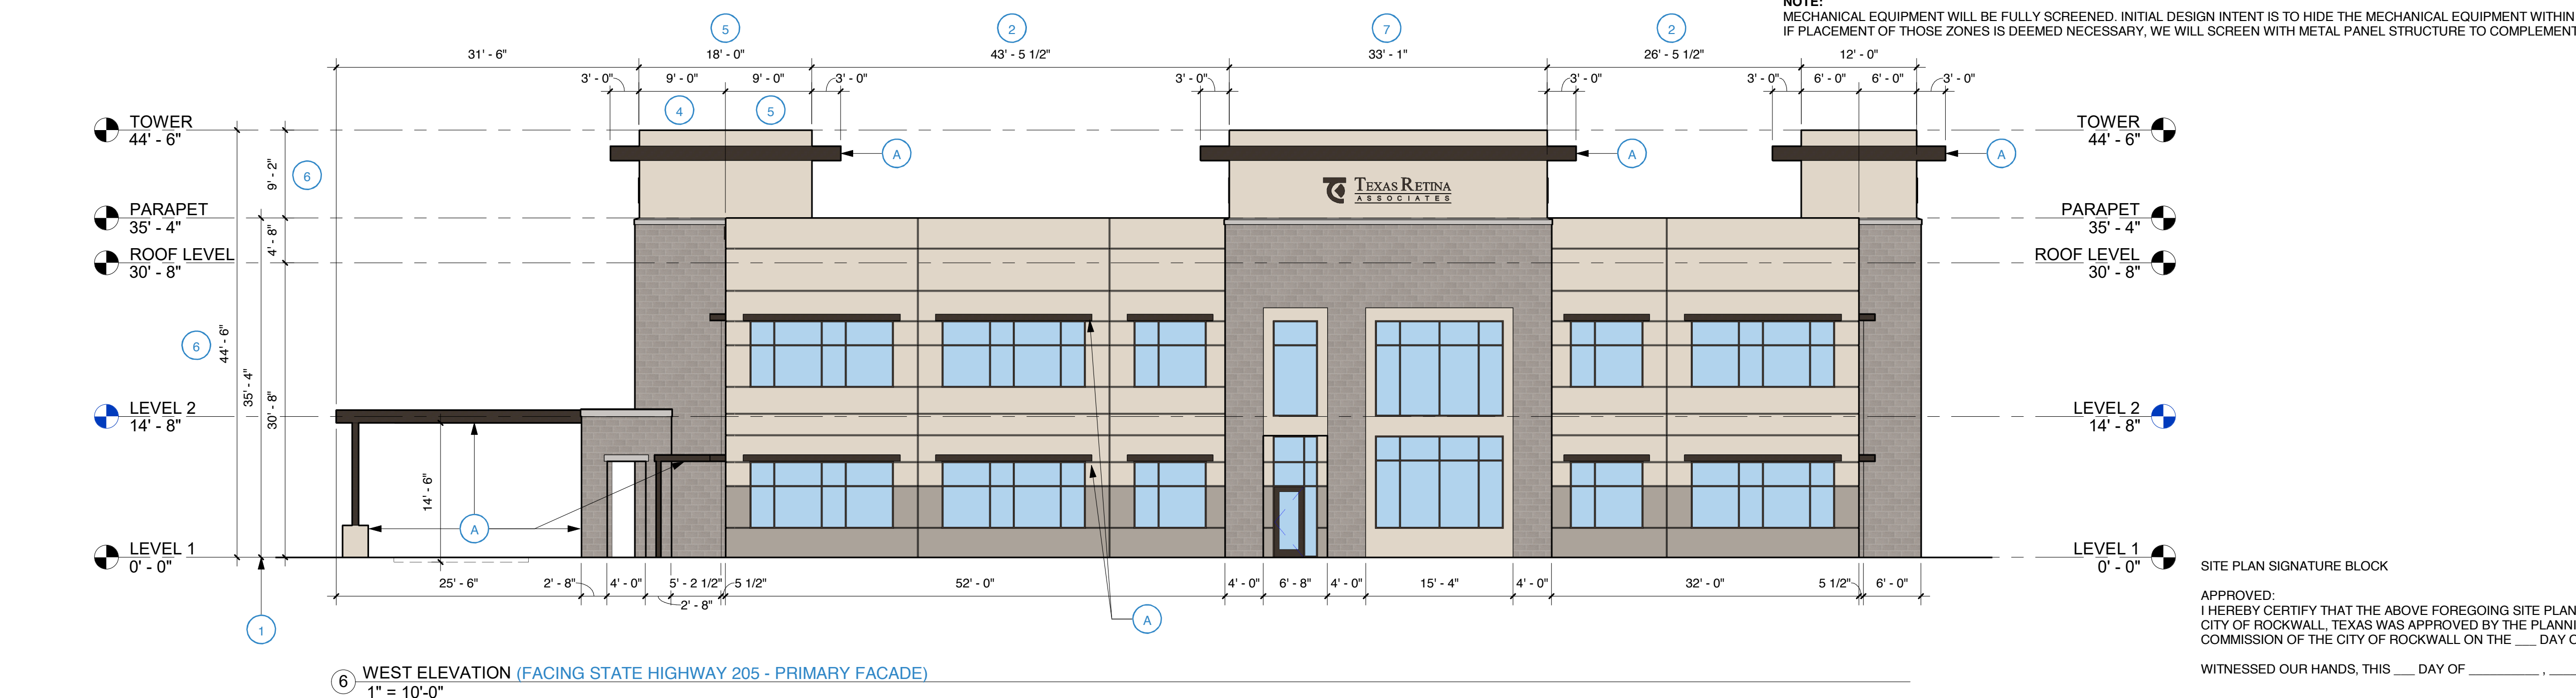 NOTE:
MECHANICAL EQUIPMENT WILL BE FULLY SCREENED. INITIAL DESIGN INTENT IS TO HIDE THE MECHANICAL EQUIPMENT WITHIN
IF PLACEMENT OF THOSE ZONES IS DEEMED NECESSARY, WE WILL SCREEN WITH METAL PANEL STRUCTURE TO COMPLEMENT
5 2 7 2
31' - 6" 18' - 0" 43' - 5 1/2" 33' - 1" 26' - 5 1/2" 12' - 0"
3' - 0" 9' - 0" 9' - 0" 3' - 0" 3' - 0" 3' - 0" 3' - 0" 6' - 0" 6' - 0" 3' - 0"
4 5
TOWER
44' - 6"
TOWER
44' - 6"
A A A
9' - 2"
6
TEXAS RETINA
ASSOCIATES
PARAPET
35' - 4"
PARAPET
35' - 4"
4' - 8"
ROOF LEVEL
30' - 8"
ROOF LEVEL
30' - 8"
6
44' - 6"
35' - 4"
30' - 8"
LEVEL 2
14' - 8"
LEVEL 2
14' - 8"
14' - 6"
A
LEVEL 1
0' - 0"
LEVEL 1
0' - 0"
25' - 6" 2' - 8" 4' - 0" 5' - 2 1/2" 5 1/2" 52' - 0" 4' - 0" 6' - 8" 4' - 0" 15' - 4" 4' - 0" 32' - 0" 5 1/2" 6' - 0"
2' - 8"
1
A
6 WEST ELEVATION (FACING STATE HIGHWAY 205 - PRIMARY FACADE)
1" = 10'-0"
SITE PLAN SIGNATURE BLOCK
APPROVED:
I HEREBY CERTIFY THAT THE ABOVE FOREGOING SITE PLAN
CITY OF ROCKWALL, TEXAS WAS APPROVED BY THE PLANNI
COMMISSION OF THE CITY OF ROCKWALL ON THE ___ DAY O
WITNESSED OUR HANDS, THIS ___ DAY OF __________ , ___